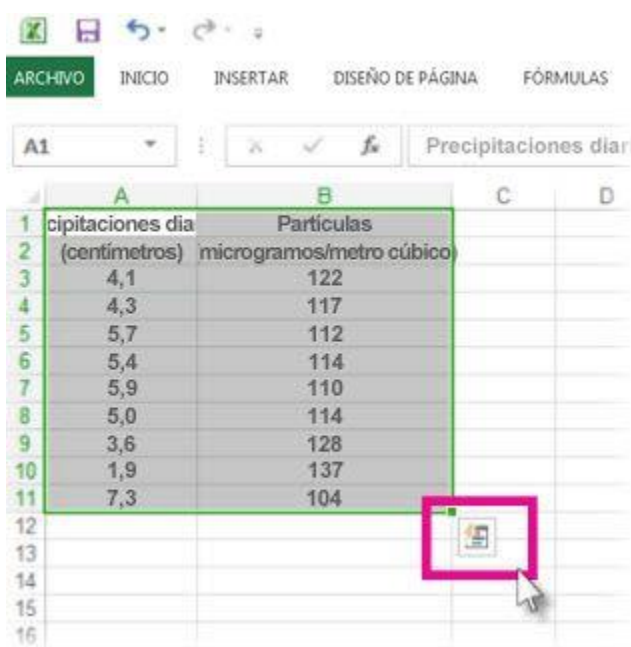 ARCHIVO INICIO INSERTAR DISEÑO DE PÁGINA FÓRMULAS
A1 fx Precipitaciones diar
A B C D
1 cipitaciones dia Partículas
2 (centímetros) microgramos/metro cúbico)
3 4,1 122
4 4,3 117
5 5,7 112
6 5,4 114
7 5,9 110
8 5,0 114
9 3,6 128
10 1,9 137
11 7,3 104
12
13
14
15
16